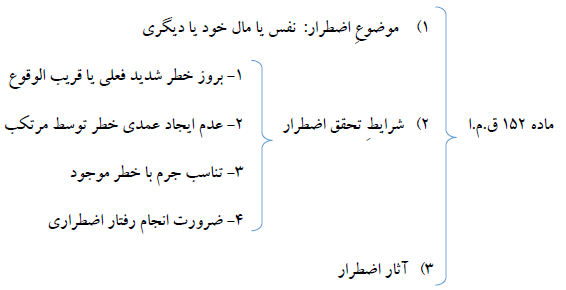 ماده ۱۵۲ ق.م.ا
۱) موضوعِ اضطرار: نفس یا مال خود یا دیگری
۲) شرایطِ تحقق اضطرار
۱- بروز خطر شدید فعلی یا قریب الوقوع
۲- عدم ایجاد عمدی خطر توسط مرتکب
۳- تناسب جرم با خطر موجود
۴- ضرورت انجام رفتار اضطراری
۳) آثار اضطرار